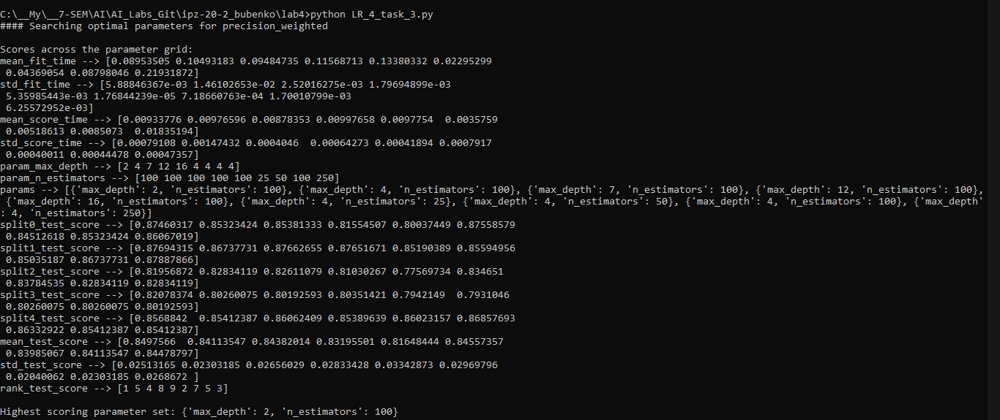 C:\__My\__7-SEM\AI\AI_Labs_Git\ipz-20-2_bubenko\lab4>python LR_4_task_3.py
#### Searching optimal parameters for precision_weighted

Scores across the parameter grid:
mean_fit_time --> [0.08953505 0.10493183 0.09484735 0.11568713 0.13380332 0.02295299
 0.04369054 0.08798046 0.21931872]
std_fit_time --> [5.88846367e-03 1.46102653e-02 2.52016275e-03 1.79694899e-03
 5.35985443e-03 1.76844239e-05 7.18660763e-04 1.70010799e-03
 6.25572952e-03]
mean_score_time --> [0.00933776 0.00976596 0.00878353 0.00997658 0.0097754  0.0035759
 0.00518613 0.0085073  0.01835194]
std_score_time --> [0.00079108 0.00147432 0.0004046  0.00064273 0.00041894 0.0007917
 0.00040011 0.00044478 0.00047357]
param_max_depth --> [2 4 7 12 16 4 4 4 4]
param_n_estimators --> [100 100 100 100 100 25 50 100 250]
params --> [{'max_depth': 2, 'n_estimators': 100}, {'max_depth': 4, 'n_estimators': 100}, {'max_depth': 7, 'n_estimators': 100}, {'max_depth': 12, 'n_estimators': 100},
 {'max_depth': 16, 'n_estimators': 100}, {'max_depth': 4, 'n_estimators': 25}, {'max_depth': 4, 'n_estimators': 50}, {'max_depth': 4, 'n_estimators': 100}, {'max_depth'
: 4, 'n_estimators': 250}]
split0_test_score --> [0.87460317 0.85323424 0.85381333 0.81554507 0.80037449 0.87558579
 0.84512618 0.85323424 0.86067019]
split1_test_score --> [0.87694315 0.86737731 0.87662655 0.87651671 0.85190389 0.85594956
 0.85035187 0.86737731 0.87887866]
split2_test_score --> [0.81956872 0.82834119 0.82611079 0.81030267 0.77569734 0.834651
 0.83784535 0.82834119 0.82834119]
split3_test_score --> [0.82078374 0.80260075 0.80192593 0.80351421 0.7942149  0.7931046
 0.80260075 0.80260075 0.80192593]
split4_test_score --> [0.8568842  0.85412387 0.86062409 0.85389639 0.86023157 0.86857693
 0.86332922 0.85412387 0.85412387]
mean_test_score --> [0.8497566  0.84113547 0.84382014 0.83195501 0.81648444 0.84557357
 0.83985067 0.84113547 0.84478797]
std_test_score --> [0.02513165 0.02303185 0.02656029 0.02833428 0.03342873 0.02969796
 0.02040062 0.02303185 0.0268672 ]
rank_test_score --> [1 5 4 8 9 2 7 5 3]

Highest scoring parameter set: {'max_depth': 2, 'n_estimators': 100}